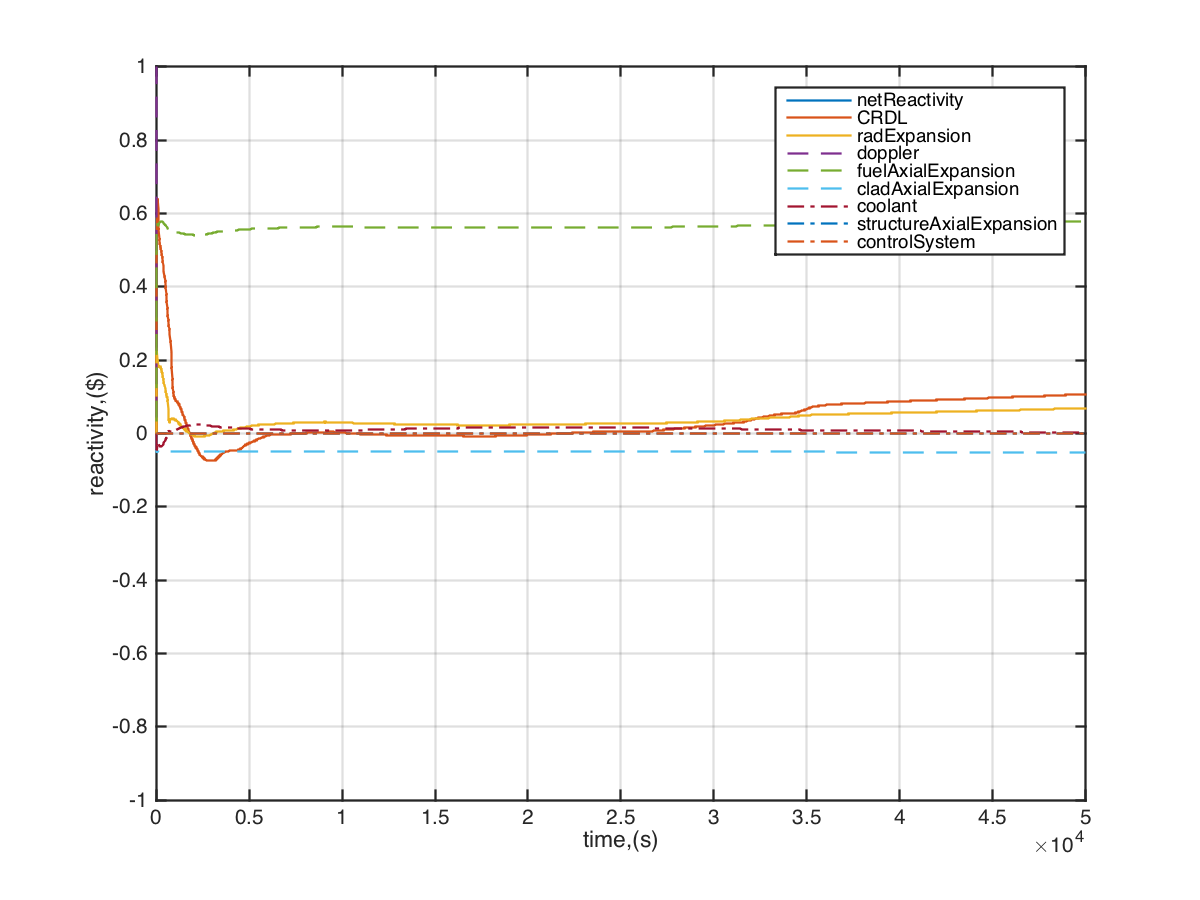 1
0.8
0.6
0.4
0.2
0
-0.2
-0.4
-0.6
-0.8
-1
reactivity,($)
netReactivity
CRDL
radExpansion
doppler
fuelAxialExpansion
cladAxialExpansion
coolant
structureAxialExpansion
controlSystem
0 0.5 1 1.5 2 2.5 3 3.5 4 4.5 5
time,(s)
×10⁴